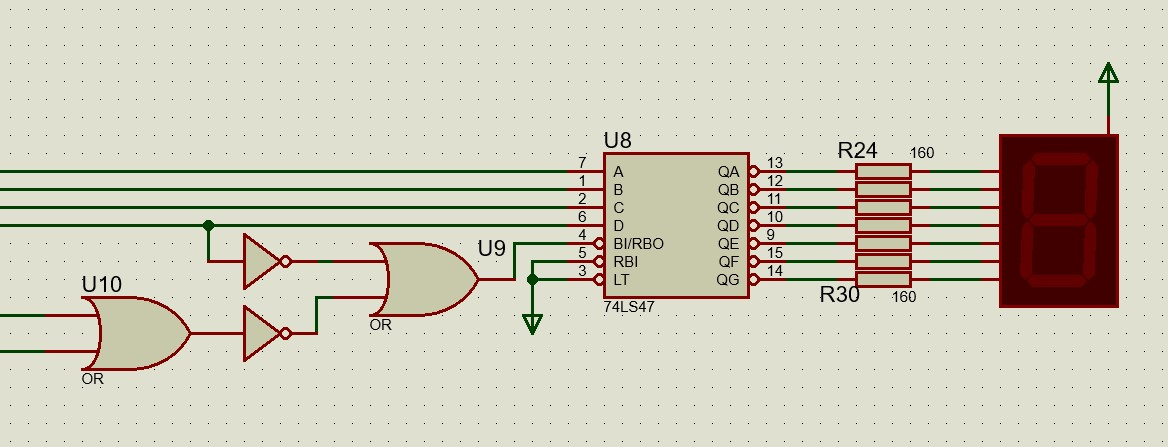 U8
R24 160
7 A QA 13
1 B QB 12
2 C QC 11
6 D QD 10
4 BI/RBO QE 9
5 RBI QF 15
3 LT QG 14
U9
U10
R30 160
74LS47
OR
OR